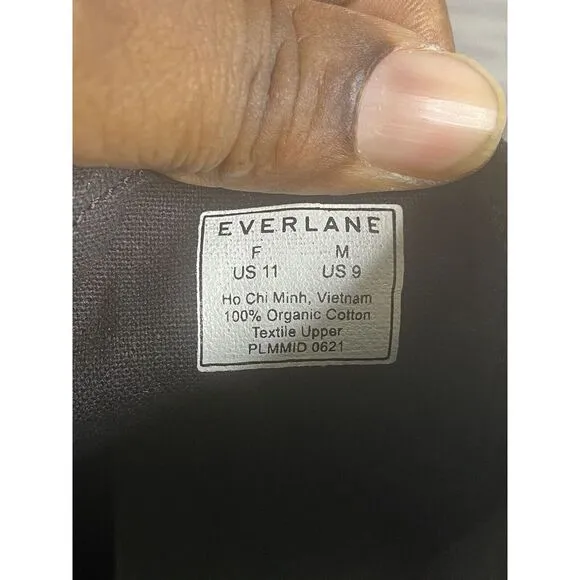 EVERLANE
F M
US 11 US 9
Ho Chi Minh, Vietnam
100% Organic Cotton
Textile Upper
PLMMID 0621